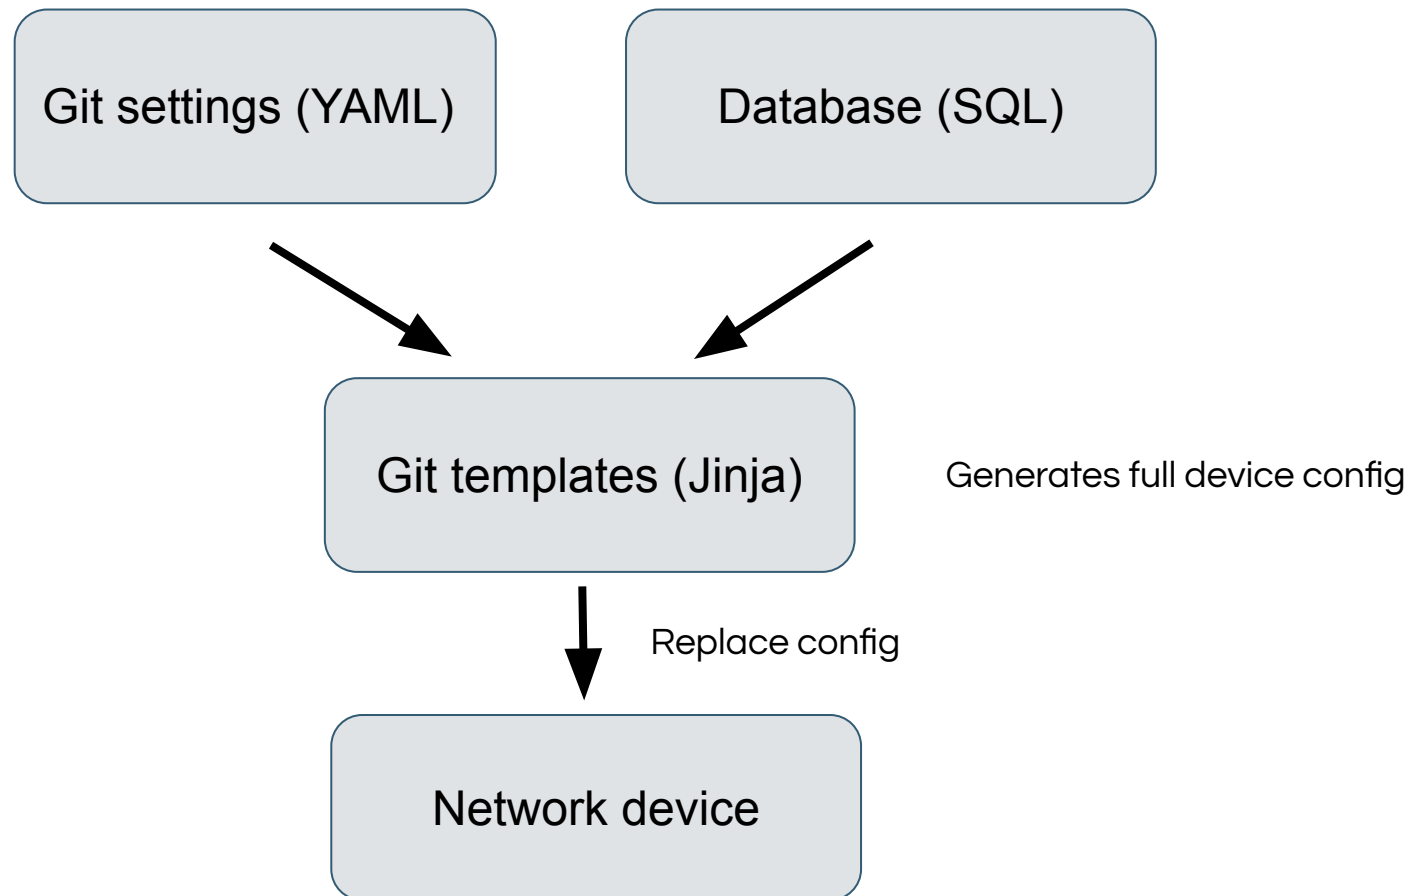 Git settings (YAML)
Database (SQL)
Git templates (Jinja)
Generates full device config
Replace config
Network device